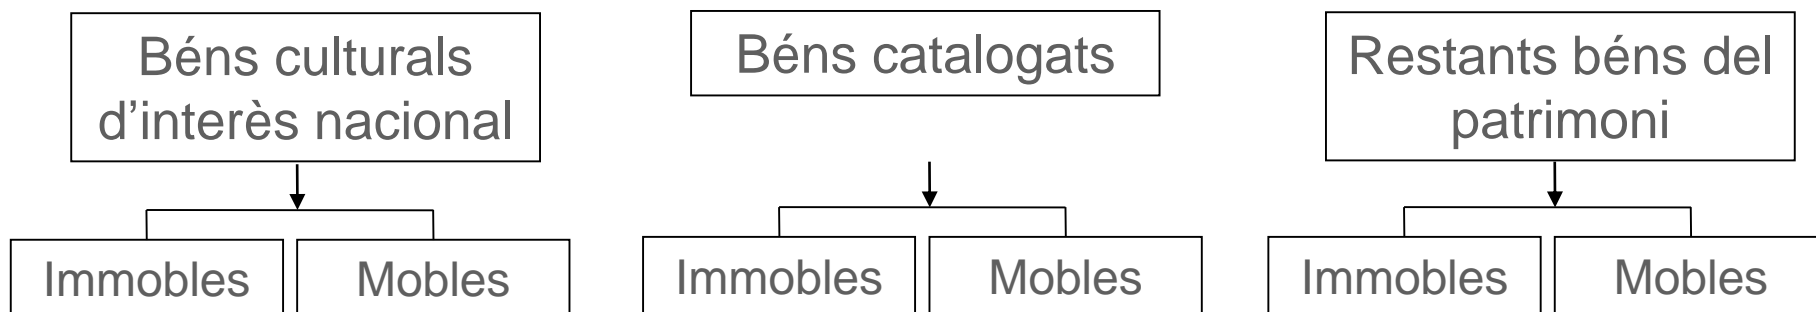 Béns culturals
d’interès nacional
Béns catalogats
Restants béns del
patrimoni
Immobles
Mobles
Immobles
Mobles
Immobles
Mobles